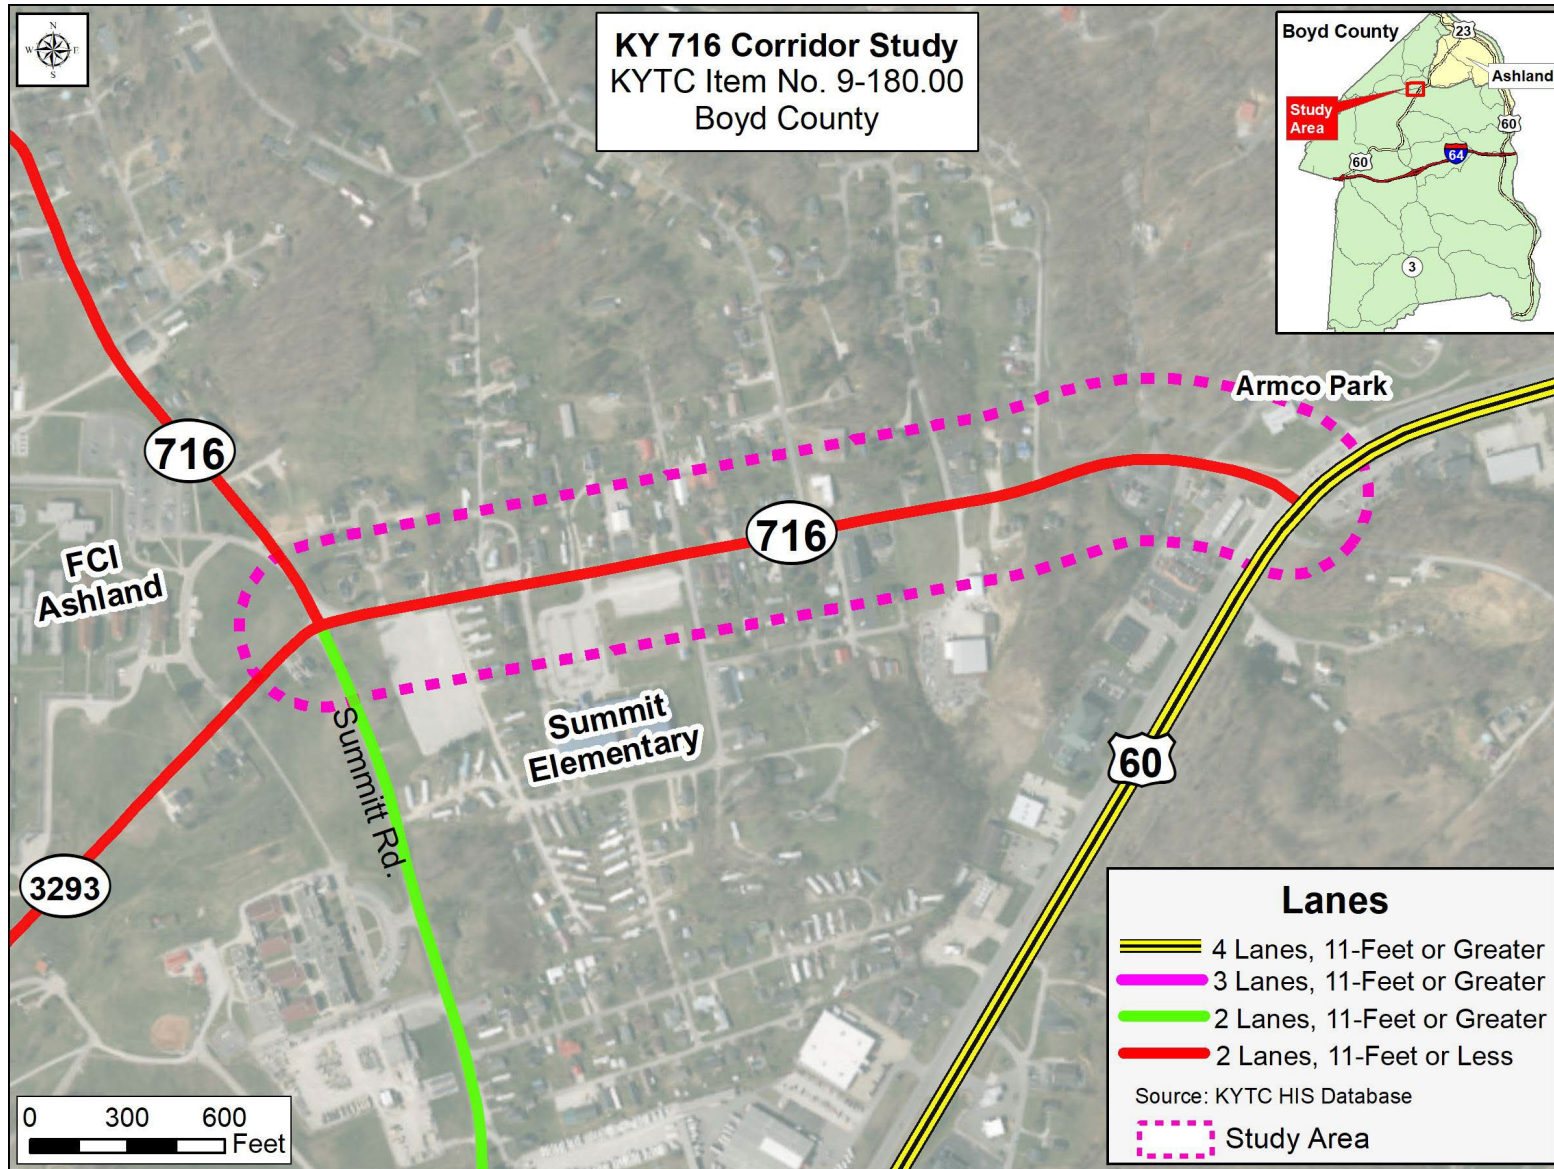 N
W E
S
KY 716 Corridor Study
KYTC Item No. 9-180.00
Boyd County
Boyd County
23
Ashland
Study
Area
60
60
64
3
Armco Park
716
716
FCI
Ashland
Summit
Elementary
Summitt Rd.
60
3293
Lanes
4 Lanes, 11-Feet or Greater
3 Lanes, 11-Feet or Greater
2 Lanes, 11-Feet or Greater
2 Lanes, 11-Feet or Less
Source: KYTC HIS Database
Study Area
0 300 600
Feet